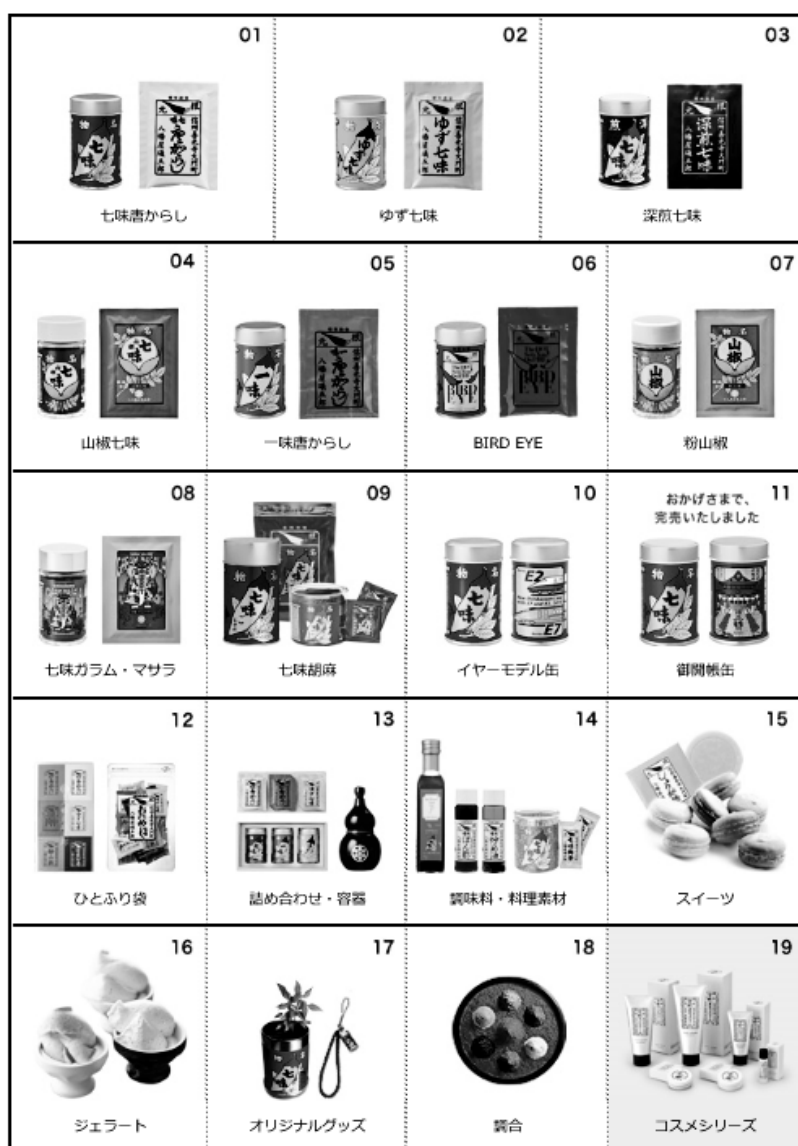 01
七味唐からし
02
ゆず七味
03
深煎七味
04
山椒七味
05
一味唐からし
06
BIRD EYE
07
粉山椒
08
七味ガラム・マサラ
09
七味胡麻
10
イヤーモデル缶
11
おかげさまで、
完売いたしました
御開帳缶
12
ひとふり袋
13
詰め合わせ・容器
14
調味料・料理素材
15
スイーツ
16
ジェラート
17
オリジナルグッズ
18
調合
19
コスメシリーズ